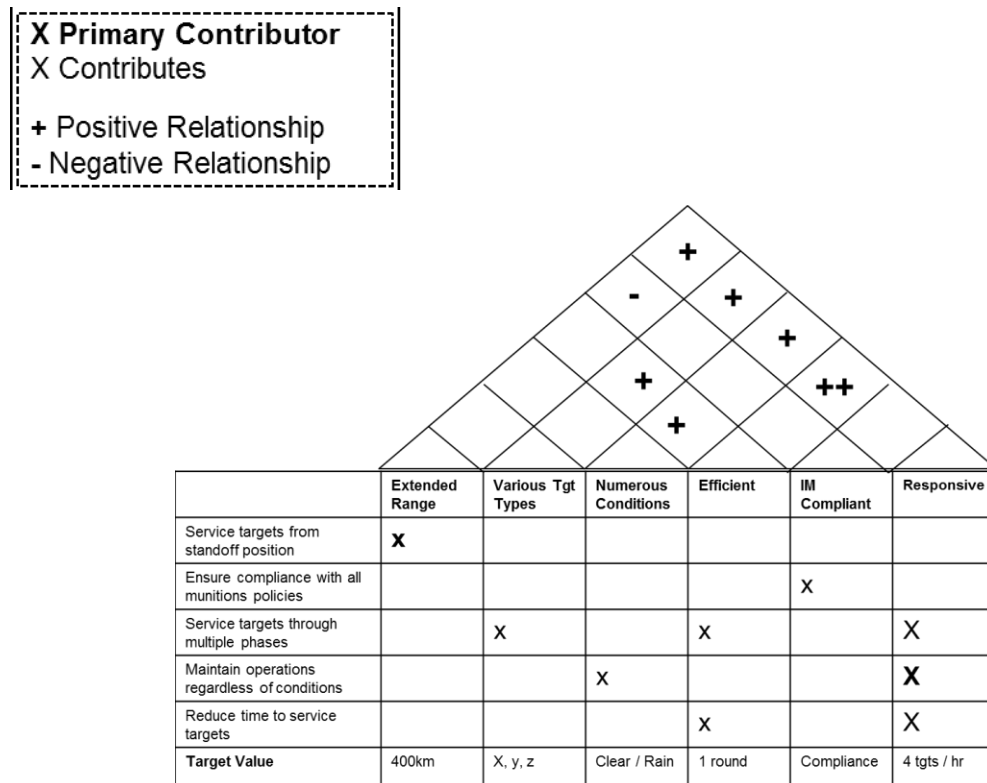 X Primary Contributor
X Contributes
+ Positive Relationship
- Negative Relationship
+
- +
+
+ ++
+
Extended Various Tgt Numerous Efficient IM Responsive
Range Types Conditions Compliant
Service targets from
standoff position x
Ensure compliance with all
munitions policies x
Service targets through
multiple phases x x X
Maintain operations
regardless of conditions x X
Reduce time to service
targets x X
Target Value 400km X, y, z Clear / Rain 1 round Compliance 4 tgts / hr